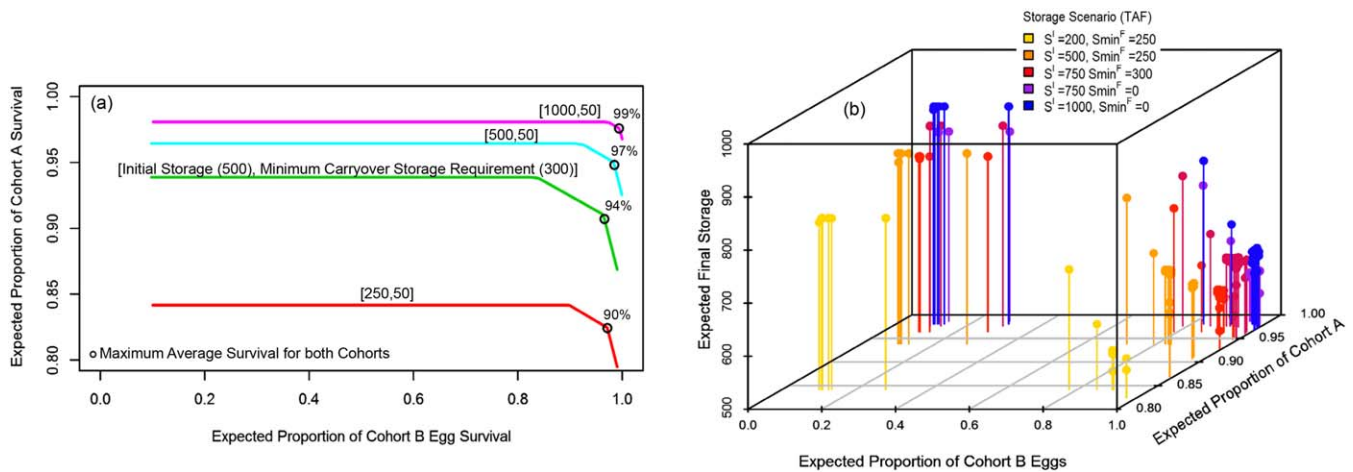 (a)
1.00
0.95
0.90
0.85
0.80
Expected Proportion of Cohort A Survival
[1000,50]
99%
[500,50]
97%
[Initial Storage (500), Minimum Carryover Storage Requirement (300)]
94%
[250,50]
90%
Maximum Average Survival for both Cohorts
0.0 0.2 0.4 0.6 0.8 1.0
Expected Proportion of Cohort B Egg Survival
(b)
Storage Scenario (TAF)
S^I =200, Smin^F =250
S^I =500, Smin^F =250
S^I =750 Smin^F =300
S^I =750 Smin^F =0
S^I =1000, Smin^F =0
1000
900
800
700
600
500
Expected Final Storage
0.0 0.2 0.4 0.6 0.8 1.0
Expected Proportion of Cohort B Eggs
0.80
0.85
0.90
0.95
1.00
Expected Proportion of Cohort A